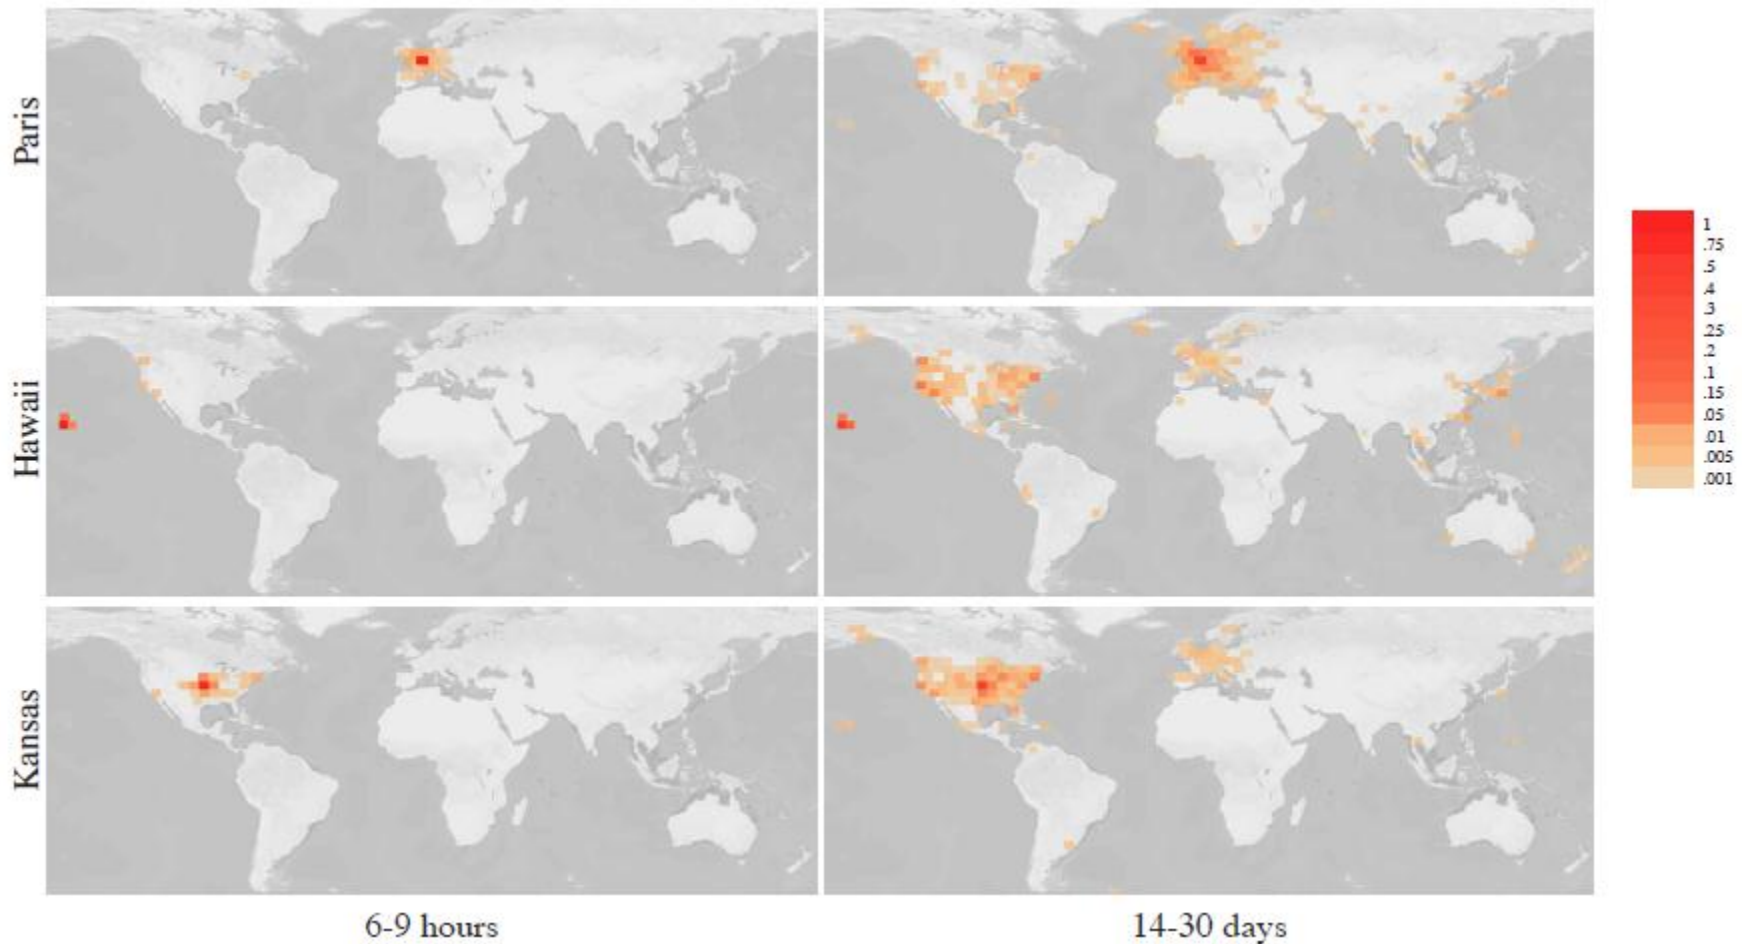 Paris
Hawaii
Kansas
6-9 hours
14-30 days
1
.75
.5
.4
.3
.25
.2
.1
.15
.05
.01
.005
.001